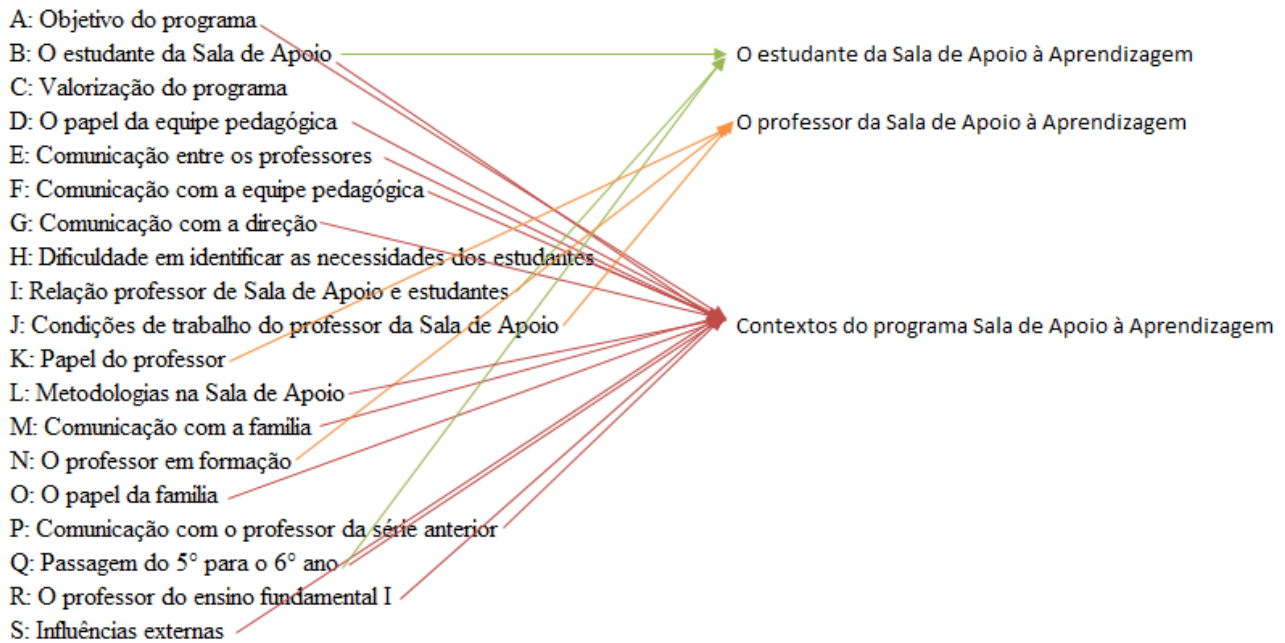 A: Objetivo do programa
B: O estudante da Sala de Apoio
C: Valorização do programa
D: O papel da equipe pedagógica
E: Comunicação entre os professores
F: Comunicação com a equipe pedagógica
G: Comunicação com a direção
H: Dificuldade em identificar as necessidades dos estudantes
I: Relação professor de Sala de Apoio e estudantes
J: Condições de trabalho do professor da Sala de Apoio
K: Papel do professor
L: Metodologias na Sala de Apoio
M: Comunicação com a família
N: O professor em formação
O: O papel da família
P: Comunicação com o professor da série anterior
Q: Passagem do 5° para o 6° ano
R: O professor do ensino fundamental I
S: Influências externas
O estudante da Sala de Apoio à Aprendizagem
O professor da Sala de Apoio à Aprendizagem
Contextos do programa Sala de Apoio à Aprendizagem